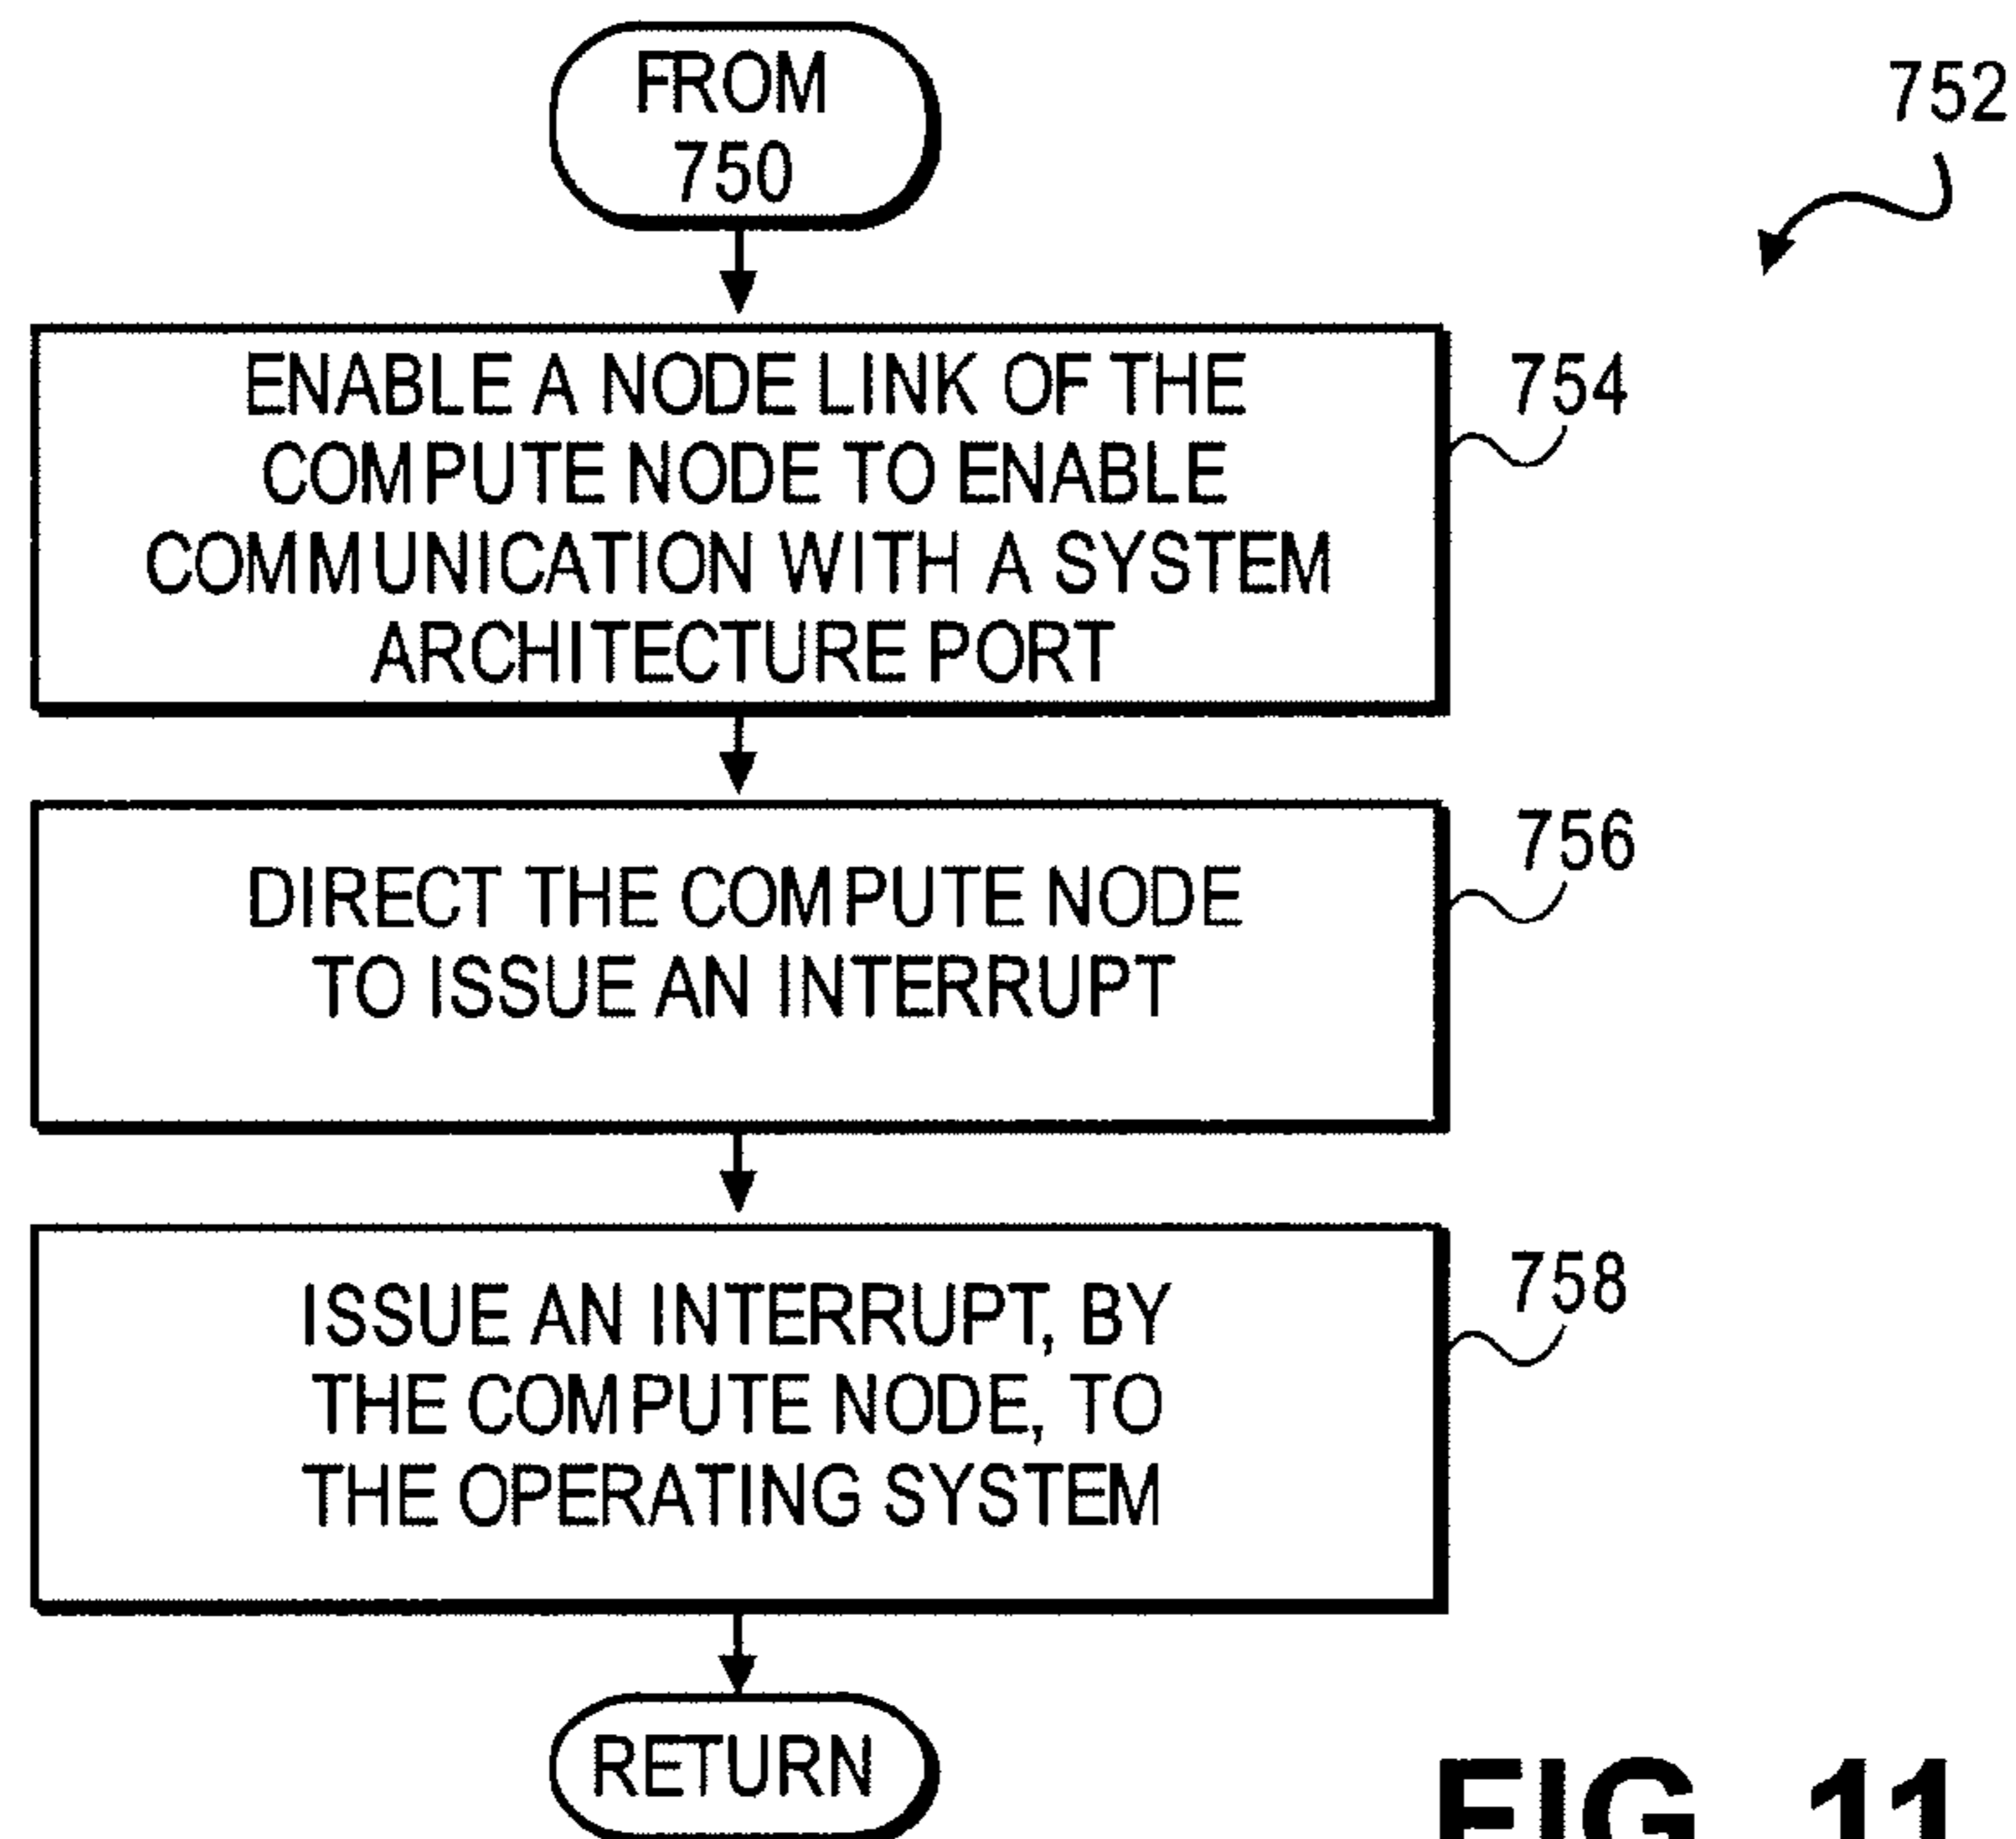 FROM
750
752
ENABLE A NODE LINK OF THE
COMPUTE NODE TO ENABLE
COMMUNICATION WITH A SYSTEM
ARCHITECTURE PORT
754
DIRECT THE COMPUTE NODE
TO ISSUE AN INTERRUPT
756
ISSUE AN INTERRUPT, BY
THE COMPUTE NODE, TO
THE OPERATING SYSTEM
758
RETURN
FIG 11